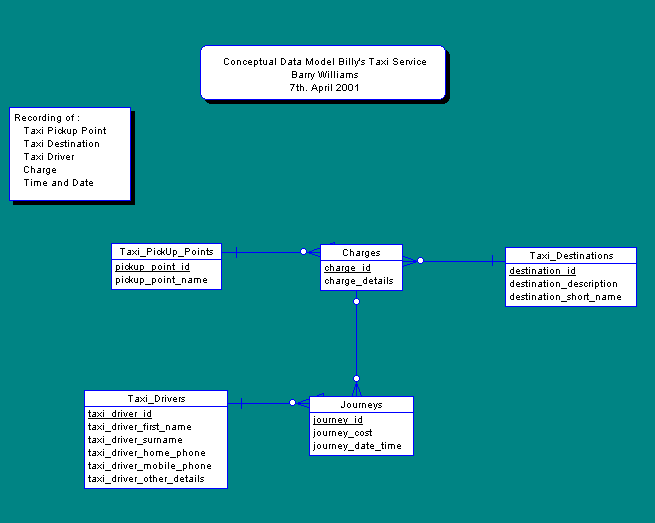 Conceptual Data Model Billy's Taxi Service
Barry Williams
7th. April 2001
Recording of :
Taxi Pickup Point
Taxi Destination
Taxi Driver
Charge
Time and Date
Taxi_PickUp_Points
pickup_point_id
pickup_point_name
Charges
charge_id
charge_details
Taxi_Destinations
destination_id
destination_description
destination_short_name
Taxi_Drivers
taxi_driver_id
taxi_driver_first_name
taxi_driver_surname
taxi_driver_home_phone
taxi_driver_mobile_phone
taxi_driver_other_details
Journeys
journey_id
journey_cost
journey_date_time